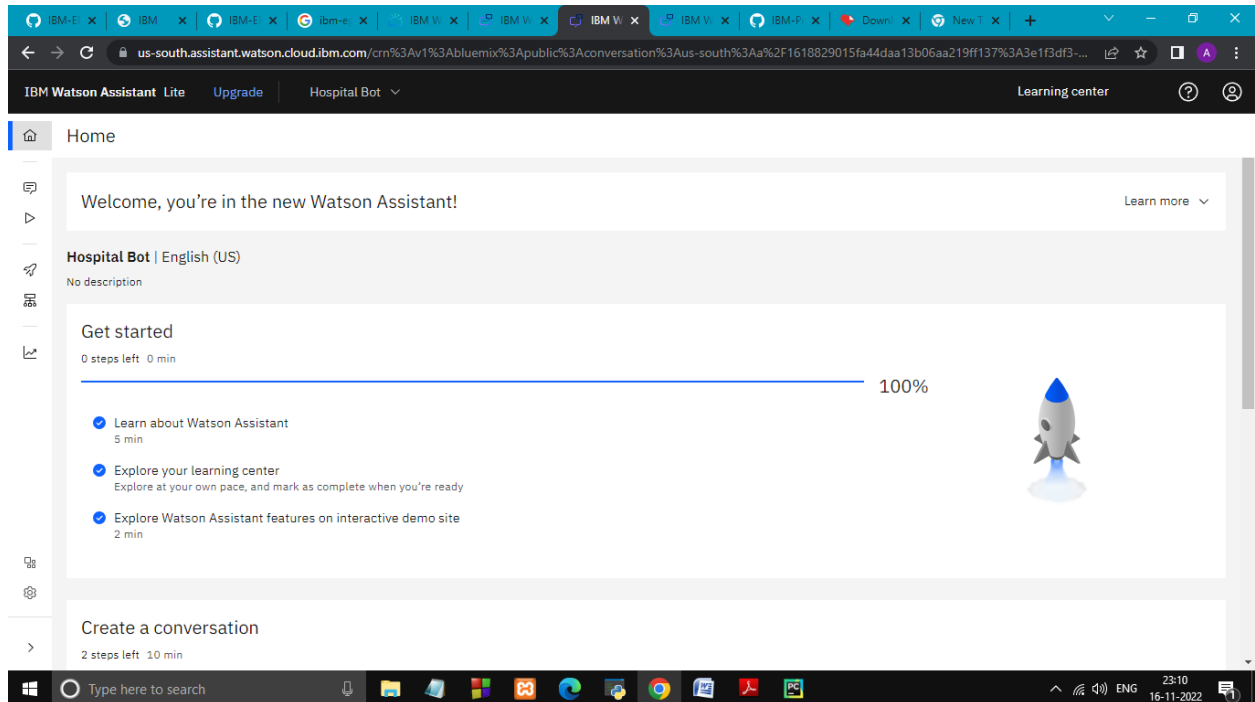 IBM-E
IBM
IBM-E
ibm-e
IBM W
IBM W
IBM W
IBM W
IBM-P
Downl
New T
us-south.assistant.watson.cloud.ibm.com/crn%3Av1%3Abluemix%3Apublic%3Aconversation%3Aus-south%3Aa%2F1618829015fa44daa13b06aa219ff137%3A3e1f3df3-...
A
IBM Watson Assistant Lite Upgrade Hospital Bot Learning center
Home
Welcome, you're in the new Watson Assistant! Learn more
Hospital Bot | English (US)
No description
Get started
0 steps left 0 min
100%
Learn about Watson Assistant
5 min
Explore your learning center
Explore at your own pace, and mark as complete when you're ready
Explore Watson Assistant features on interactive demo site
2 min
Create a conversation
2 steps left 10 min
Type here to search
PC
ENG
23:10
16-11-2022
1